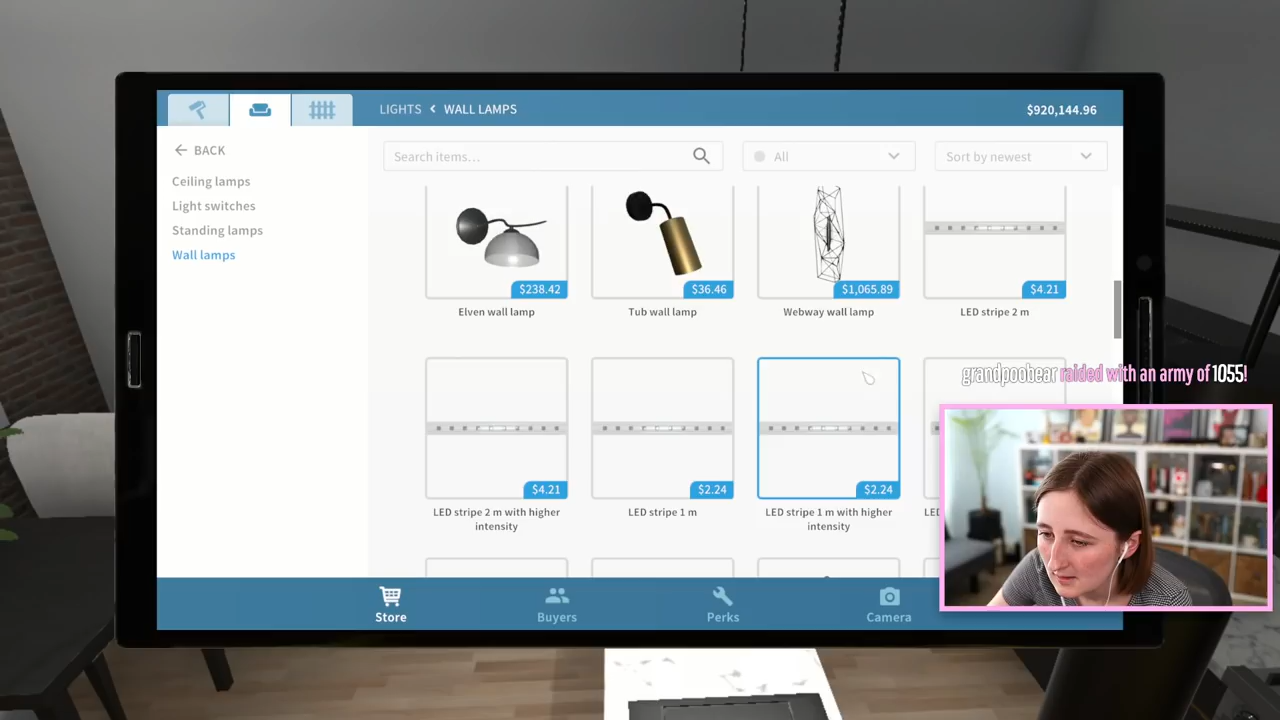 LIGHTS < WALL LAMPS
$920,144.96
BACK
Search items...
All
Sort by newest
Ceiling lamps
Light switches
Standing lamps
Wall lamps
$238.42
$36.46
$1,065.89
$4.21
Elven wall lamp
Tub wall lamp
Webway wall lamp
LED stripe 2 m
grandpoobear raided with an army of 1055!
$4.21
$2.24
$2.24
LED stripe 2 m with higher
intensity
LED stripe 1 m
LED stripe 1 m with higher
intensity
Store
Buyers
Perks
Camera